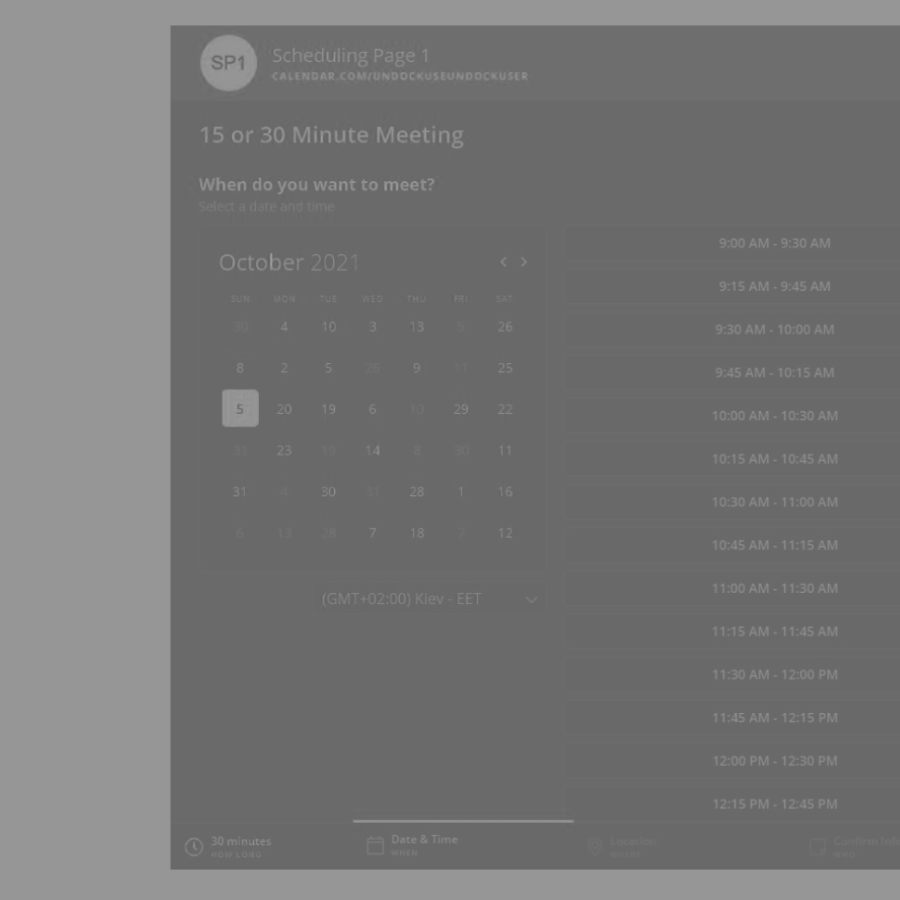 SP1
Scheduling Page 1
CALENDAR.COM/UNDOCKUSEUNDOCKUSER
15 or 30 Minute Meeting
When do you want to meet?
Select a date and time
October 2021
SUN MON TUE WED THU FRI SAT
30 4 10 3 13 5 26
8 2 5 9 11 25
5 20 19 6 13 29 22
31 23 19 14 8 30 11
31 4 30 31 28 1 16
6 13 28 7 18 7 12
(GMT+02:00) Kiev - EET
9:00 AM - 9:30 AM
9:15 AM - 9:45 AM
9:30 AM - 10:00 AM
9:45 AM - 10:15 AM
10:00 AM - 10:30 AM
10:15 AM - 10:45 AM
10:30 AM - 11:00 AM
10:45 AM - 11:15 AM
11:00 AM - 11:30 AM
11:15 AM - 11:45 AM
11:30 AM - 12:00 PM
11:45 AM - 12:15 PM
12:00 PM - 12:30 PM
12:15 PM - 12:45 PM
30 minutes
HOW LONG
Date & Time
WHEN
Location
WHERE
Confirm
WHO